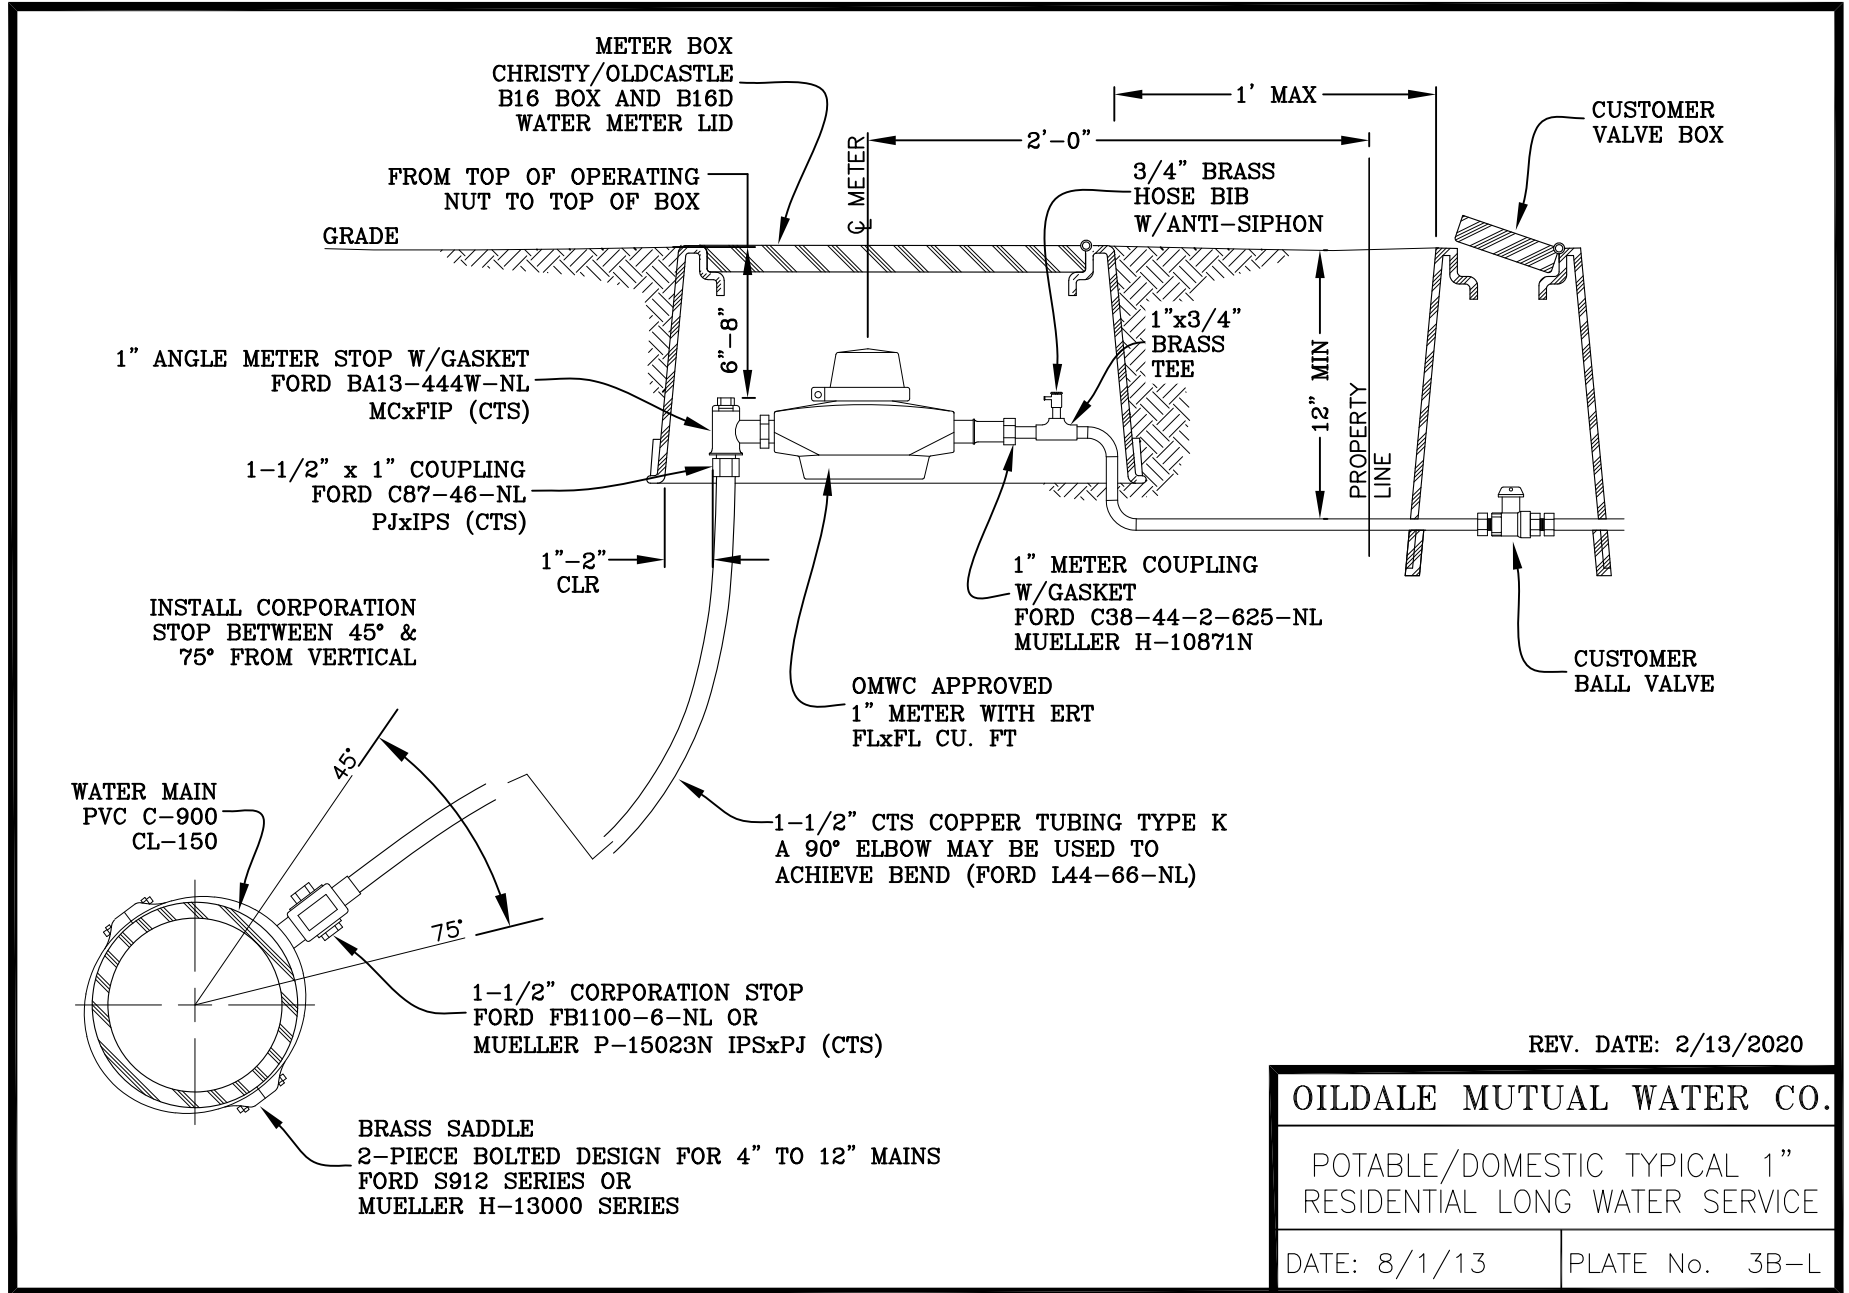 METER BOX
CHRISTY/OLDCASTLE
B16 BOX AND B16D
WATER METER LID
1' MAX
CUSTOMER
VALVE BOX
2'-0"
℄ METER
3/4" BRASS
HOSE BIB
W/ANTI-SIPHON
FROM TOP OF OPERATING
NUT TO TOP OF BOX
GRADE
6"-8"
1"x3/4"
BRASS
TEE
12" MIN
PROPERTY
LINE
1" ANGLE METER STOP W/GASKET
FORD BA13-444W-NL
MCxFIP (CTS)
1-1/2" x 1" COUPLING
FORD C87-46-NL
PJxIPS (CTS)
1"-2"
CLR
1" METER COUPLING
W/GASKET
FORD C38-44-2-625-NL
MUELLER H-10871N
INSTALL CORPORATION
STOP BETWEEN 45° &
75° FROM VERTICAL
CUSTOMER
BALL VALVE
OMWC APPROVED
1" METER WITH ERT
FLxFL CU. FT
45°
WATER MAIN
PVC C-900
CL-150
1-1/2" CTS COPPER TUBING TYPE K
A 90° ELBOW MAY BE USED TO
ACHIEVE BEND (FORD L44-66-NL)
75°
1-1/2" CORPORATION STOP
FORD FB1100-6-NL OR
MUELLER P-15023N IPSxPJ (CTS)
BRASS SADDLE
2-PIECE BOLTED DESIGN FOR 4" TO 12" MAINS
FORD S912 SERIES OR
MUELLER H-13000 SERIES
REV. DATE: 2/13/2020
OILDALE MUTUAL WATER CO.
POTABLE/DOMESTIC TYPICAL 1"
RESIDENTIAL LONG WATER SERVICE
DATE: 8/1/13
PLATE No. 3B-L